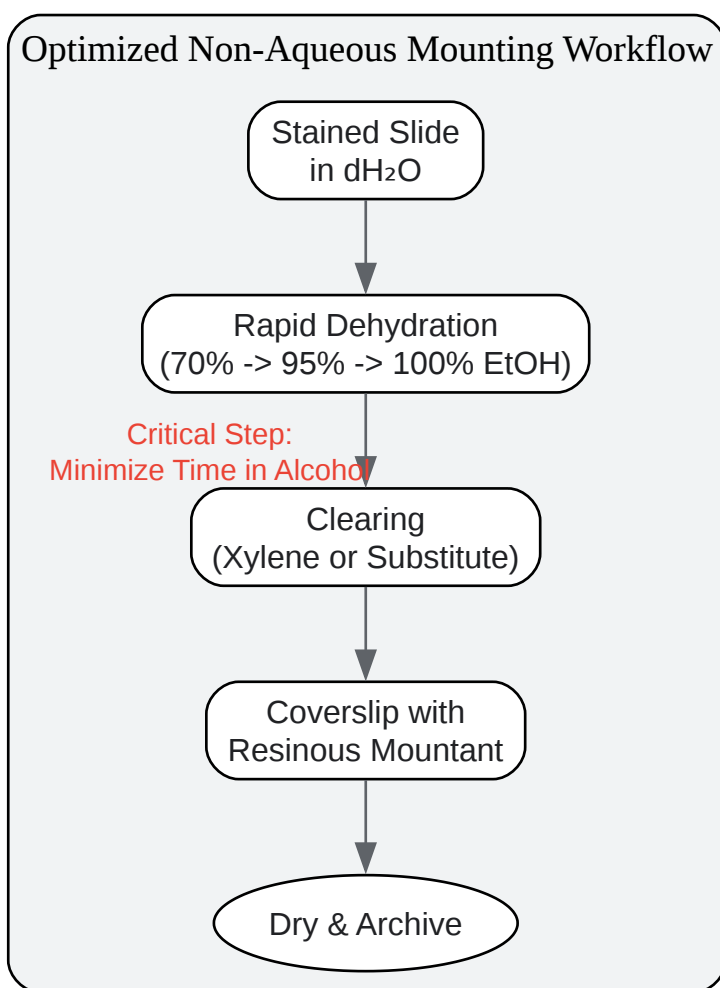 Optimized Non-Aqueous Mounting Workflow
Stained Slide
in dH₂O
Rapid Dehydration
(70% -> 95% -> 100% EtOH)
Critical Step:
Minimize Time in Alcohol
Clearing
(Xylene or Substitute)
Coverslip with
Resinous Mountant
Dry & Archive